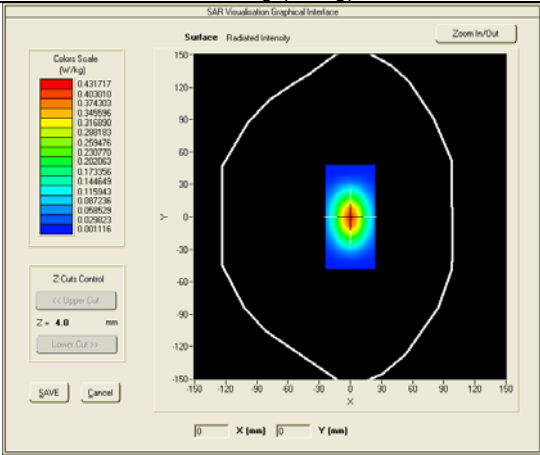 SAR Visualisation Graphical Interface
Surface Radiated Intensity
Zoom In/Out
Colors Scale
(W/kg)
0.431717
0.403010
0.374303
0.345596
0.316890
0.288183
0.259476
0.230770
0.202063
0.173356
0.144649
0.115943
0.087236
0.058529
0.029823
0.001116
Z-Cuts Control
<< Upper Cut
Z = 4.0 mm
Lower Cut >>
SAVE Cancel
150
120
90
60
30
0
-30
-60
-90
-120
-150
Y
-150 -120 -90 -60 -30 0 30 60 90 120 150
X
0 X (mm) 0 Y (mm)